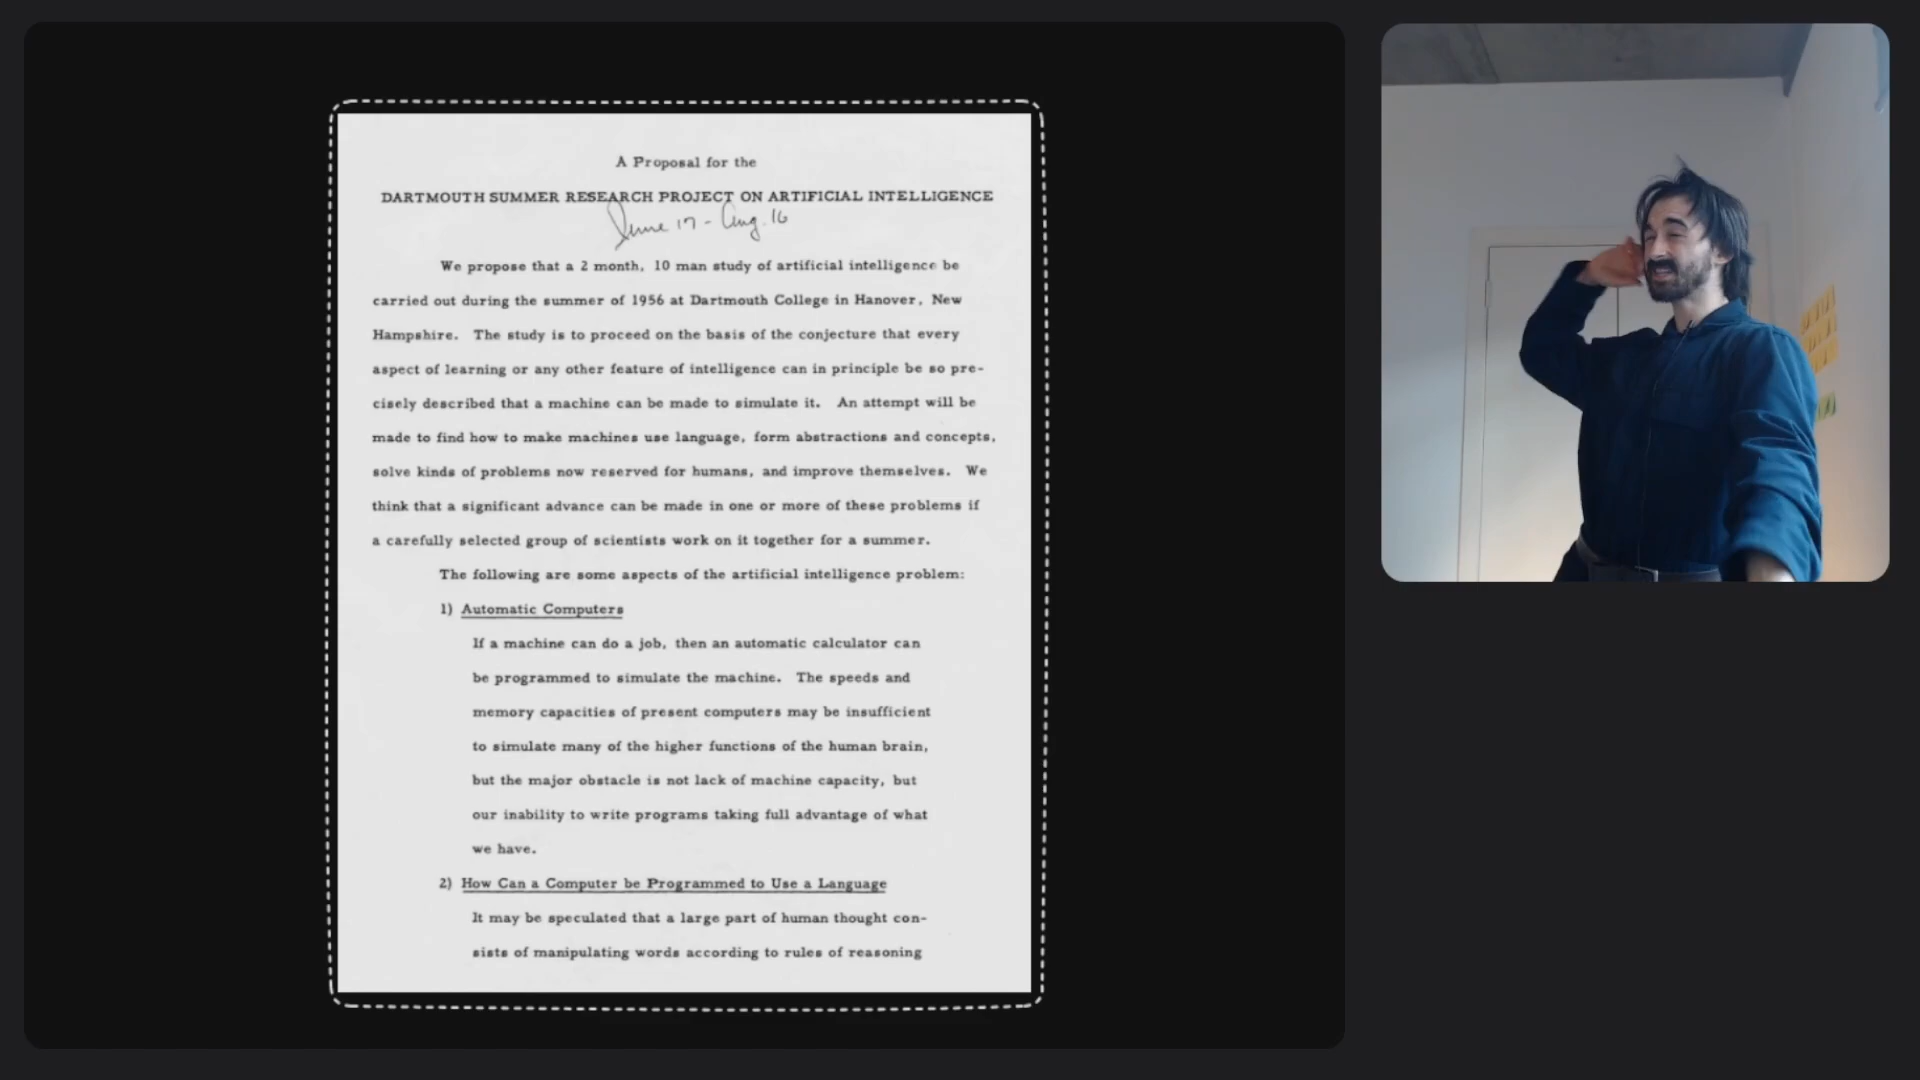 A Proposal for the
DARTMOUTH SUMMER RESEARCH PROJECT ON ARTIFICIAL INTELLIGENCE
June 17 - Aug. 16
We propose that a 2 month, 10 man study of artificial intelligence be
carried out during the summer of 1956 at Dartmouth College in Hanover, New
Hampshire. The study is to proceed on the basis of the conjecture that every
aspect of learning or any other feature of intelligence can in principle be so pre-
cisely described that a machine can be made to simulate it. An attempt will be
made to find how to make machines use language, form abstractions and concepts,
solve kinds of problems now reserved for humans, and improve themselves. We
think that a significant advance can be made in one or more of these problems if
a carefully selected group of scientists work on it together for a summer.
The following are some aspects of the artificial intelligence problem:
1) Automatic Computers
If a machine can do a job, then an automatic calculator can
be programmed to simulate the machine. The speeds and
memory capacities of present computers may be insufficient
to simulate many of the higher functions of the human brain,
but the major obstacle is not lack of machine capacity, but
our inability to write programs taking full advantage of what
we have.
2) How Can a Computer be Programmed to Use a Language
It may be speculated that a large part of human thought con-
sists of manipulating words according to rules of reasoning